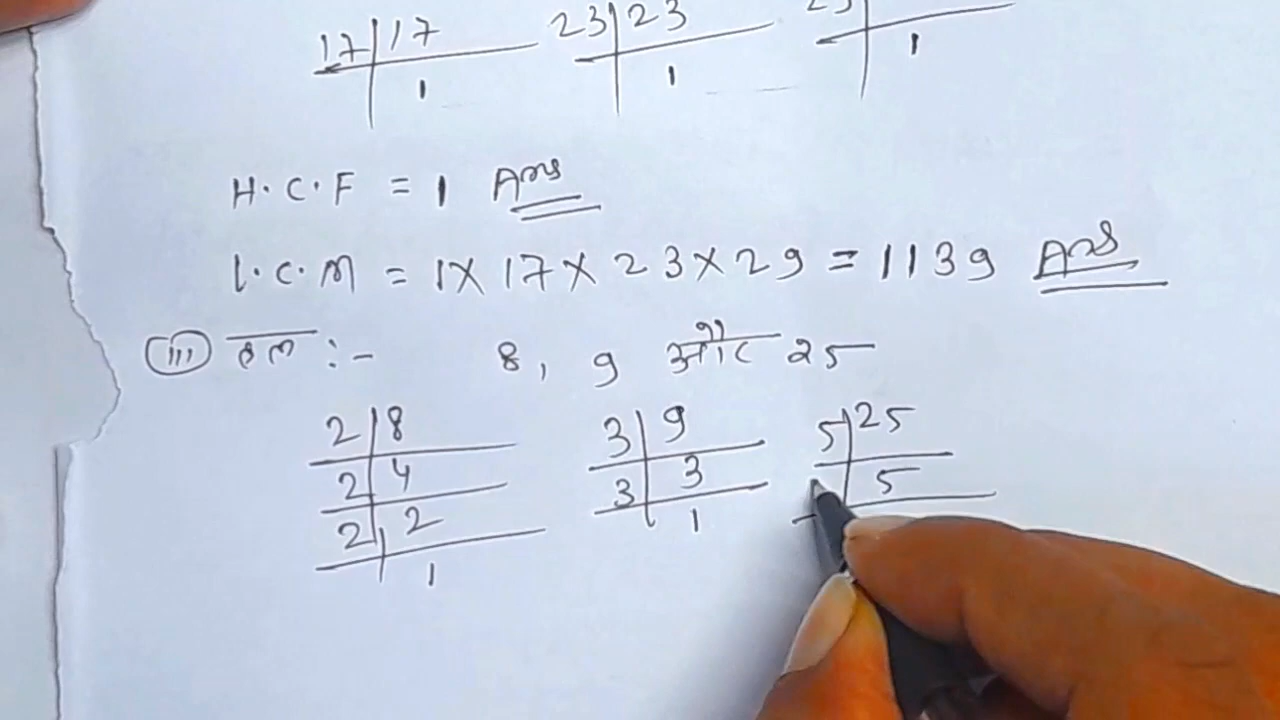 17 | 17 23 | 23
1 1 1
H.C.F = 1 Ans
L.C.M = 1 X 17 X 23 X 29 = 1139 Ans
(iii) हल :- 8, 9 और 25
2 | 8 3 | 9 5 | 25
2 | 4 3 | 3 5
2 | 2 1
1